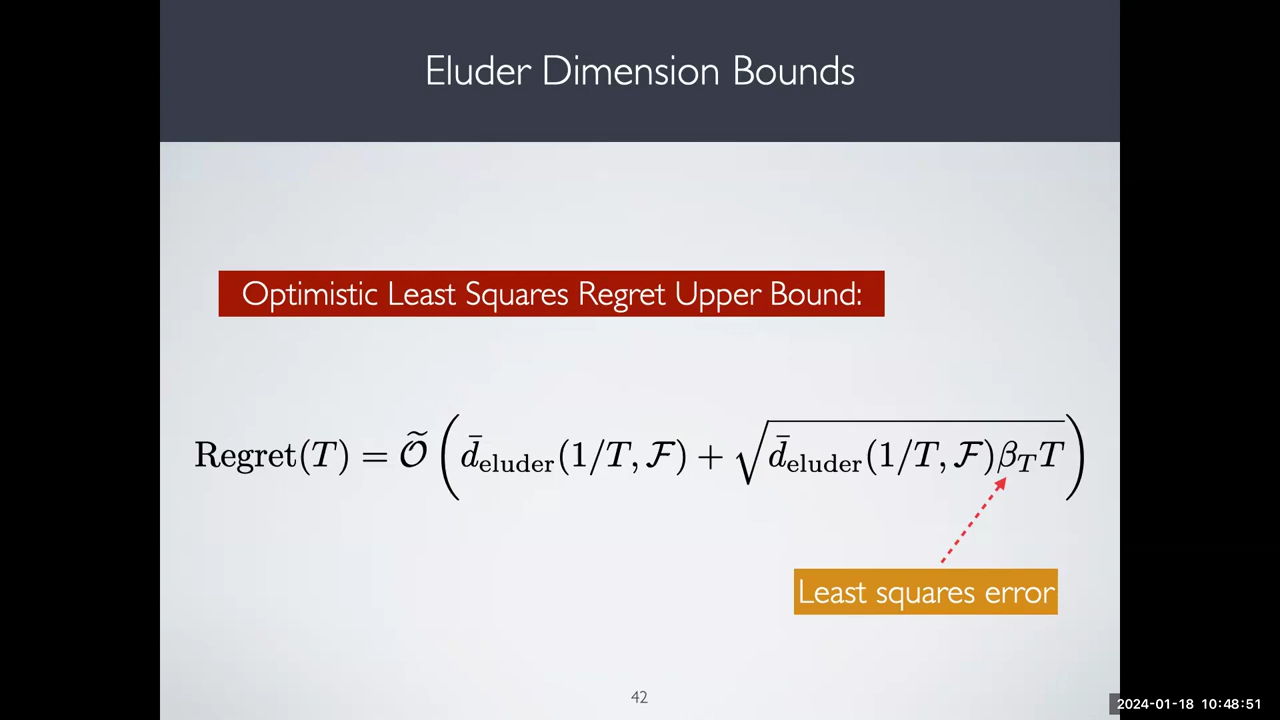 Eluder Dimension Bounds
Optimistic Least Squares Regret Upper Bound:
Regret(T) = Õ ( d̄_eluder(1/T, ℱ) + √( d̄_eluder(1/T, ℱ)β_T T ) )
Least squares error
42
2024-01-18 10:48:51